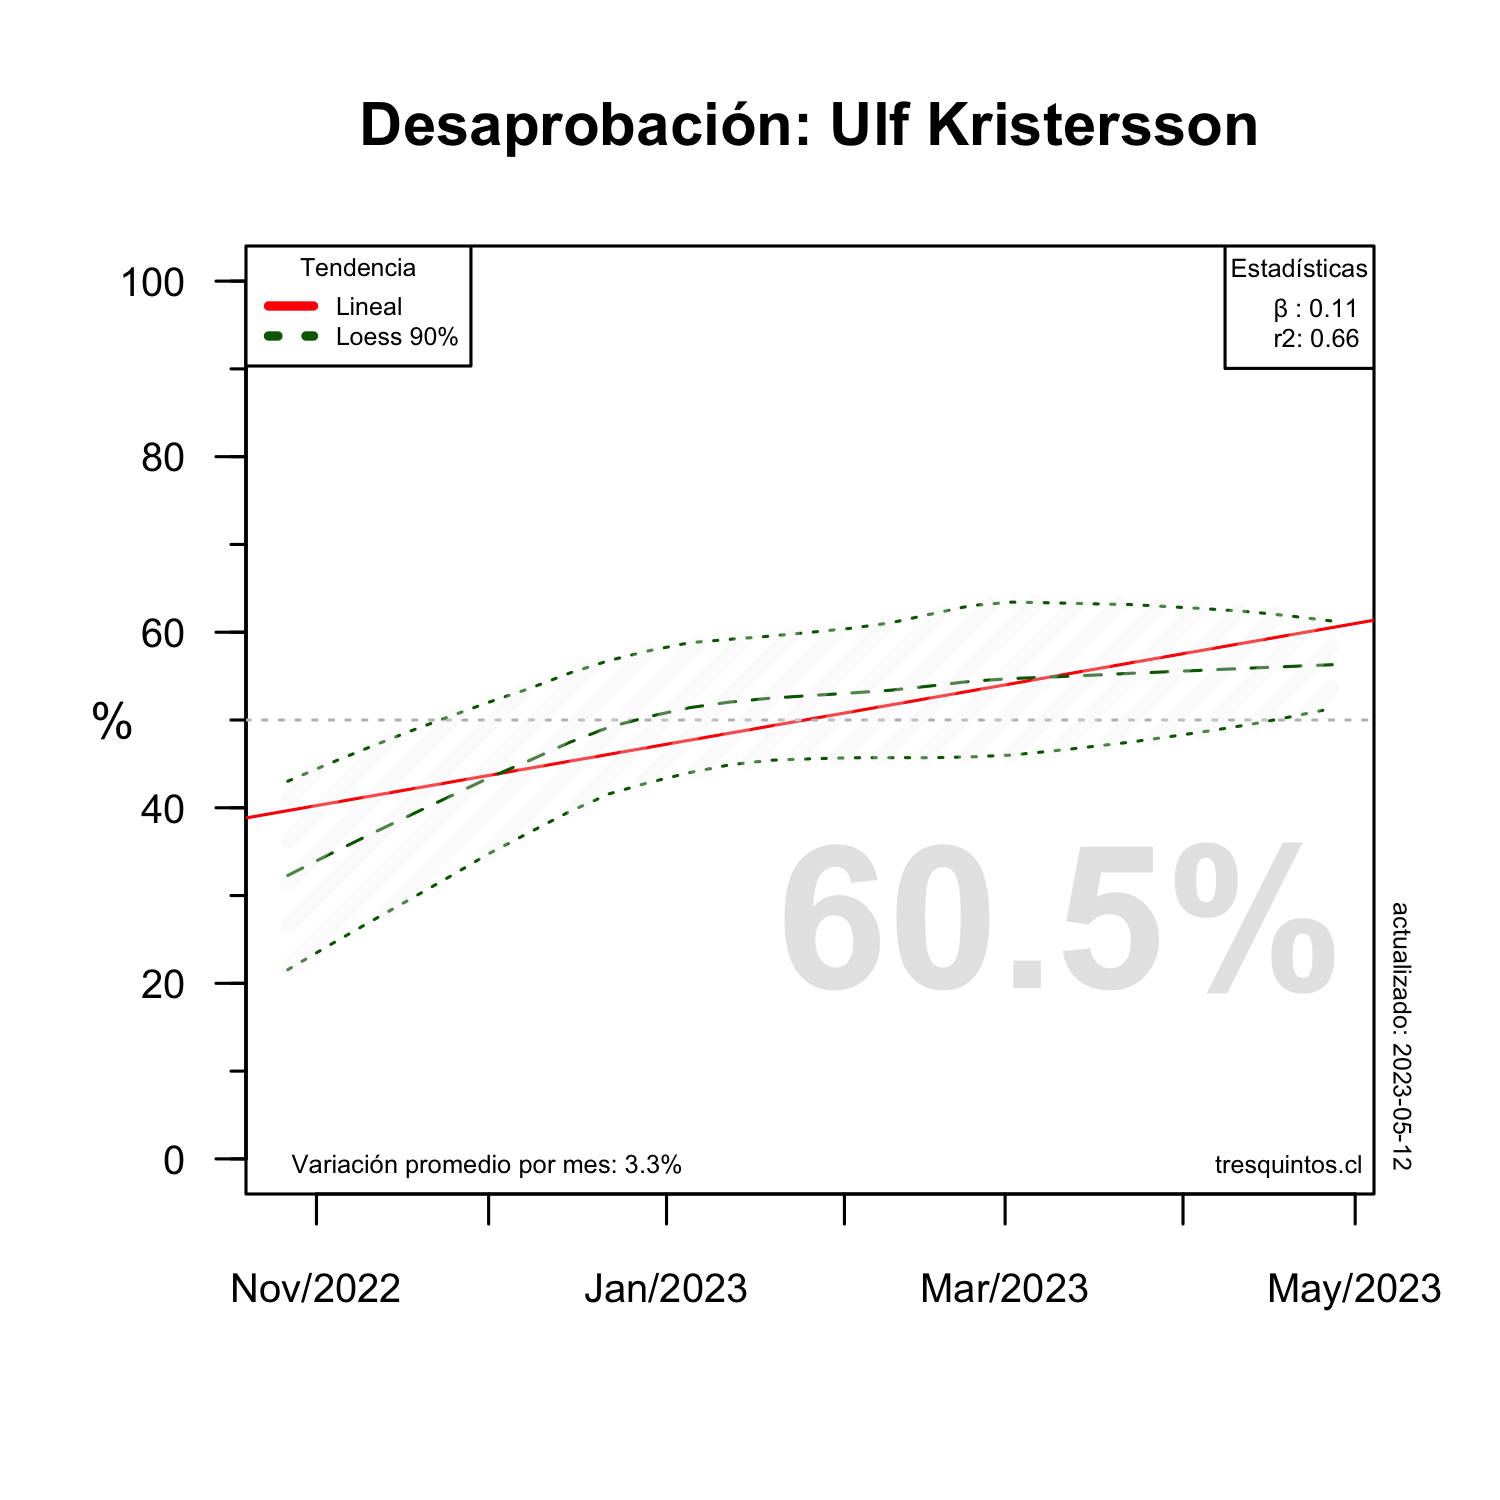 Desaprobación: Ulf Kristersson
Tendencia
Lineal
Loess 90%
Estadísticas
β : 0.11
r2: 0.66
100
80
60
%
40
20
0
60.5%
actualizado: 2023-05-12
Variación promedio por mes: 3.3%
tresquintos.cl
Nov/2022
Jan/2023
Mar/2023
May/2023